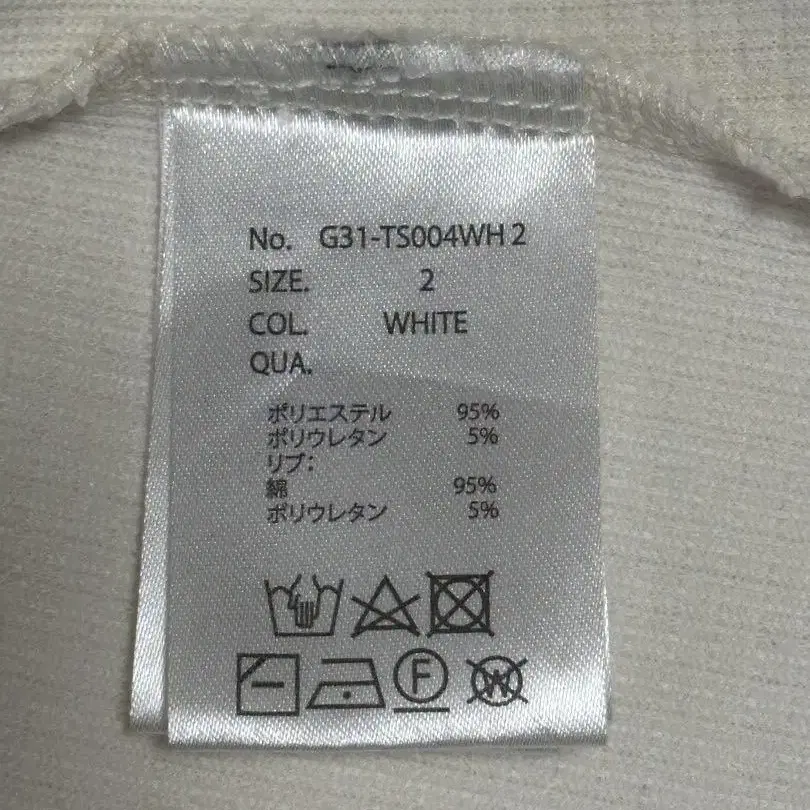 No. G31-TS004WH 2
SIZE. 2
COL. WHITE
QUA.
ポリエステル 95%
ポリウレタン 5%
リブ:
綿 95%
ポリウレタン 5%
F W